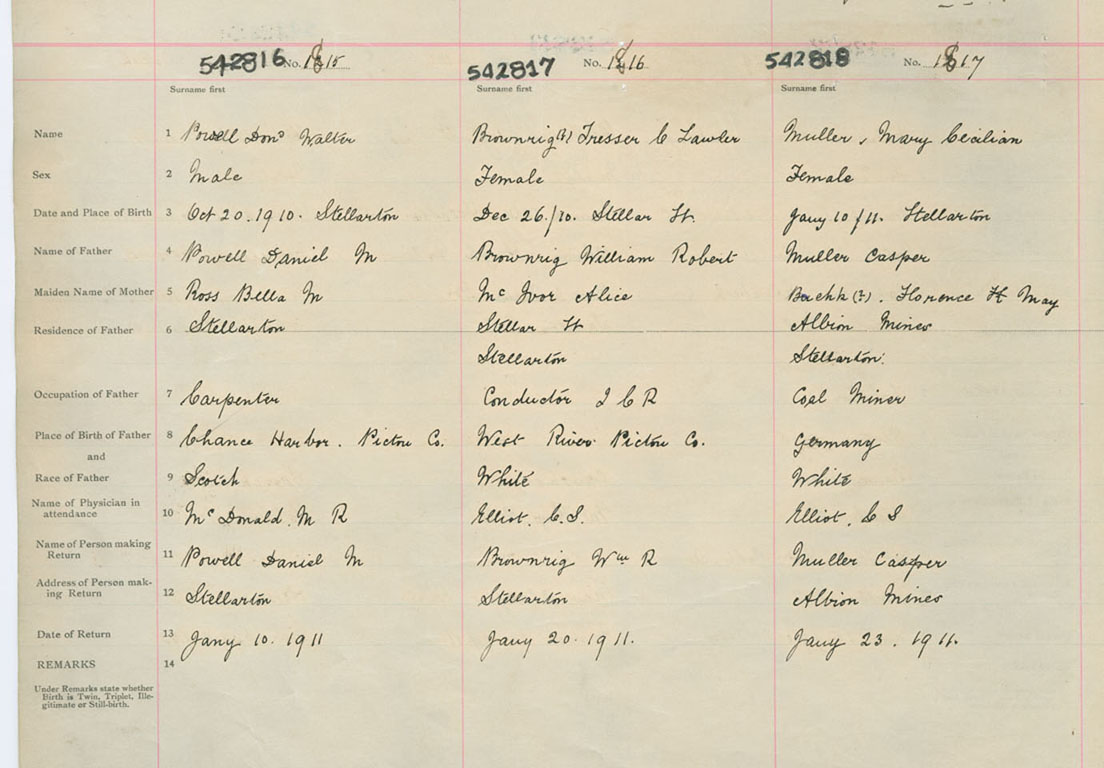 542816 No. 1815 542817 No. 1816 542818 No. 1817
Surname first Surname first Surname first
Name 1 Powell Dond Walter Brownrig(?) Tresser C Lawler Muller, Mary Cecilian
Sex 2 Male Female Female
Date and Place of Birth 3 Oct 20. 1910. Stellarton Dec 26./10. Stellar St. Jany 10/11. Stellarton
Name of Father 4 Powell Daniel M Brownrig William Robert Muller Casper
Maiden Name of Mother 5 Ross Bella M Mc Ivor Alice (?). Florence H May
Residence of Father 6 Stellarton Stellar St Albion Mines
Stellarton Stellarton.
Occupation of Father 7 Carpenter Conductor I C R Coal Miner
Place of Birth of Father 8 Chance Harbor. Pictou Co. West River Pictou Co. Germany
and
Race of Father 9 Scotch White White
Name of Physician in
attendance 10 Mc Donald. M R Elliot. C. S. Elliot. C S
Name of Person making
Return 11 Powell Daniel M Brownrig Wm R Muller Casper
Address of Person mak-
ing Return 12 Stellarton Stellarton Albion Mines
Date of Return 13 Jany 10. 1911 Jany 20. 1911. Jany 23. 1911.
REMARKS 14
Under Remarks state whether
Birth is Twin, Triplet, Ille-
gitimate or Still-birth.